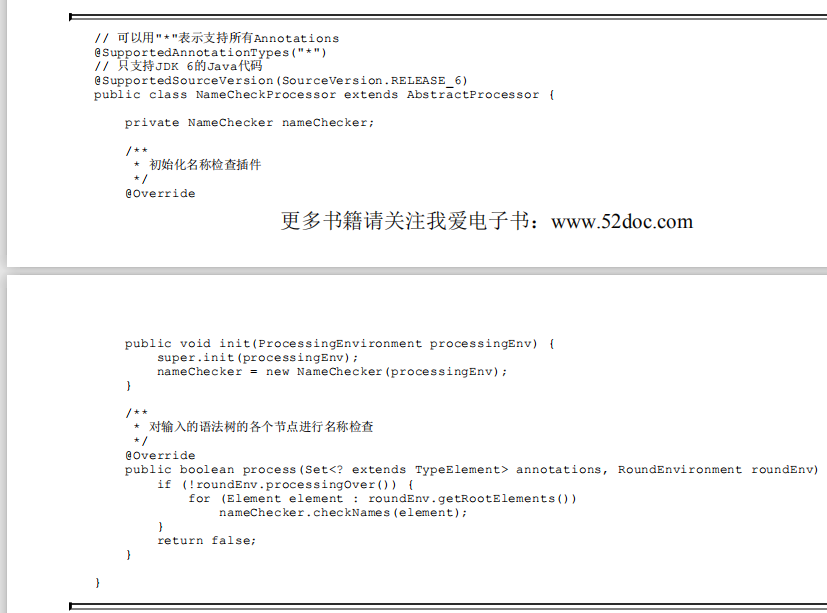 // 可以用"*"表示支持所有Annotations
@SupportedAnnotationTypes("*")
// 只支持JDK 6的Java代码
@SupportedSourceVersion(SourceVersion.RELEASE_6)
public class NameCheckProcessor extends AbstractProcessor {
private NameChecker nameChecker;
/**
* 初始化名称检查插件
*/
@Override
更多书籍请关注我爱电子书：www.52doc.com
public void init(ProcessingEnvironment processingEnv) {
super.init(processingEnv);
nameChecker = new NameChecker(processingEnv);
}
/**
* 对输入的语法树的各个节点进行名称检查
*/
@Override
public boolean process(Set<? extends TypeElement> annotations, RoundEnvironment roundEnv)
if (!roundEnv.processingOver()) {
for (Element element : roundEnv.getRootElements())
nameChecker.checkNames(element);
}
return false;
}
}